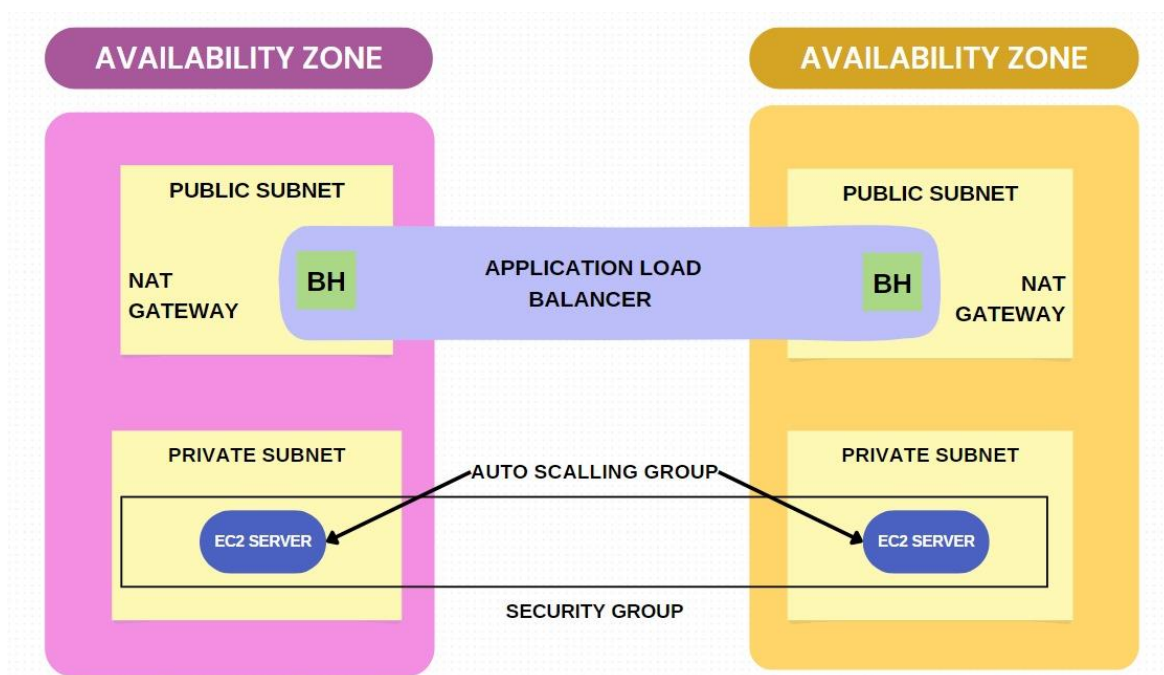 AVAILABILITY ZONE
AVAILABILITY ZONE
PUBLIC SUBNET
PUBLIC SUBNET
NAT
GATEWAY
BH
APPLICATION LOAD
BALANCER
BH
NAT
GATEWAY
PRIVATE SUBNET
PRIVATE SUBNET
AUTO SCALLING GROUP
EC2 SERVER
EC2 SERVER
SECURITY GROUP